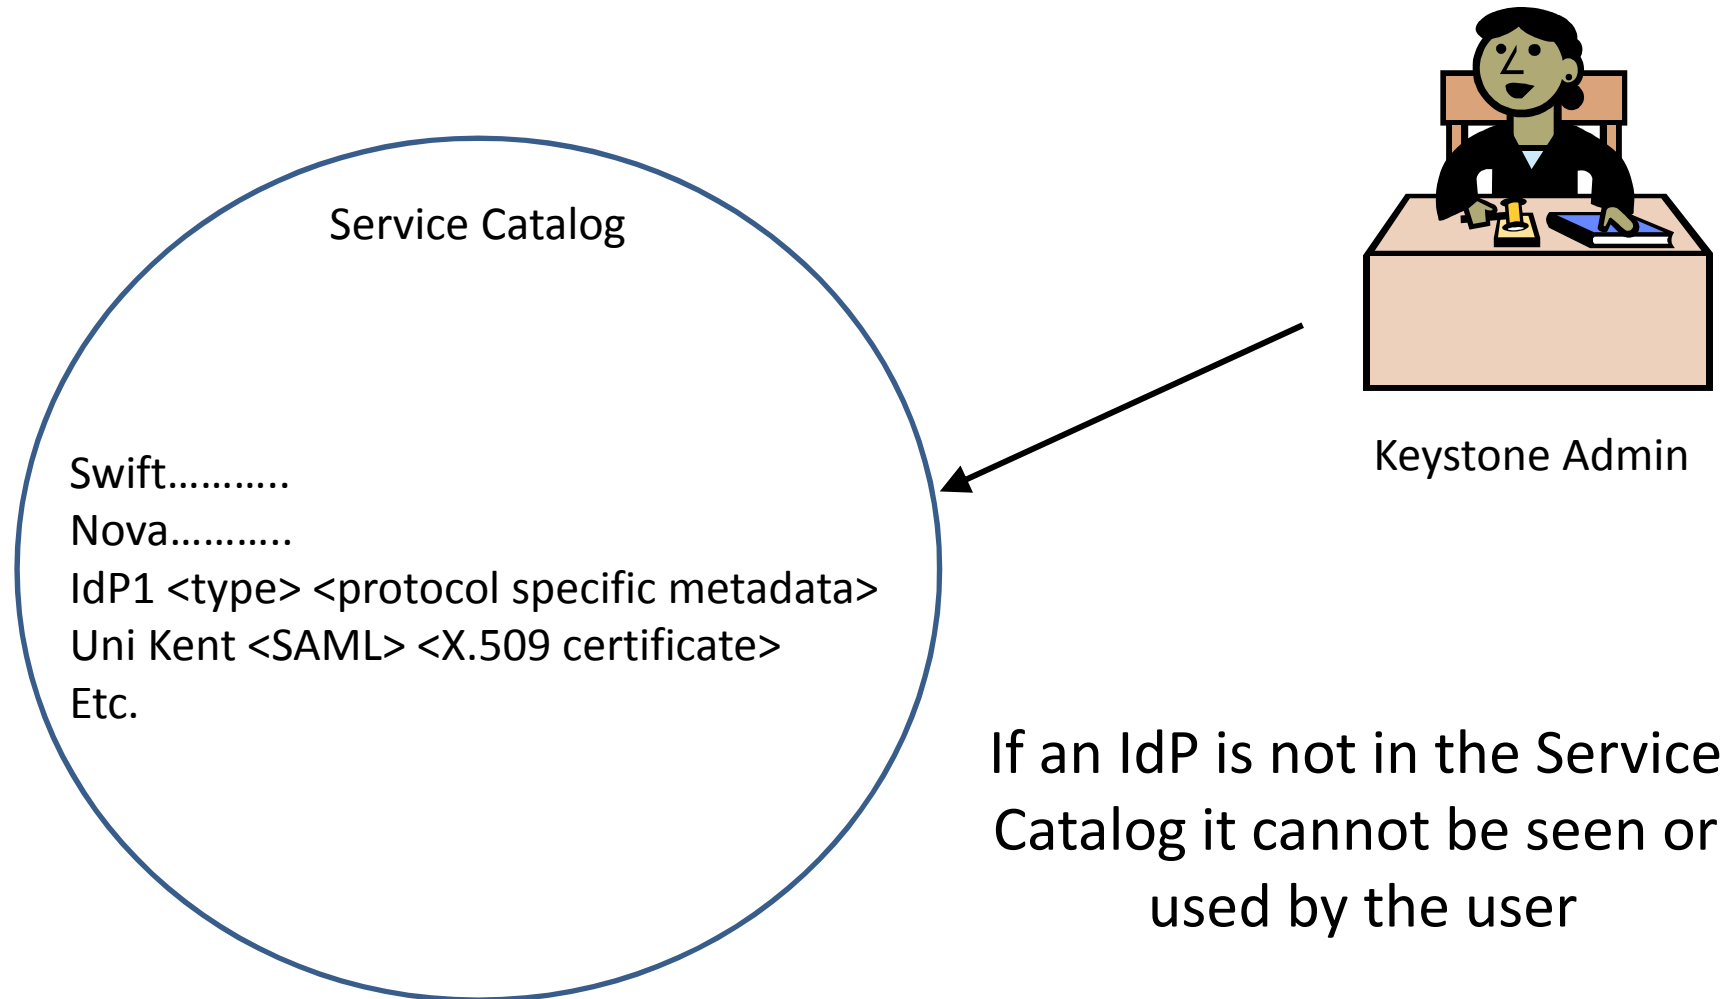 Service Catalog
Swift………..
Nova………..
IdP1 <type> <protocol specific metadata>
Uni Kent <SAML> <X.509 certificate>
Etc.
Keystone Admin
If an IdP is not in the Service
Catalog it cannot be seen or
used by the user